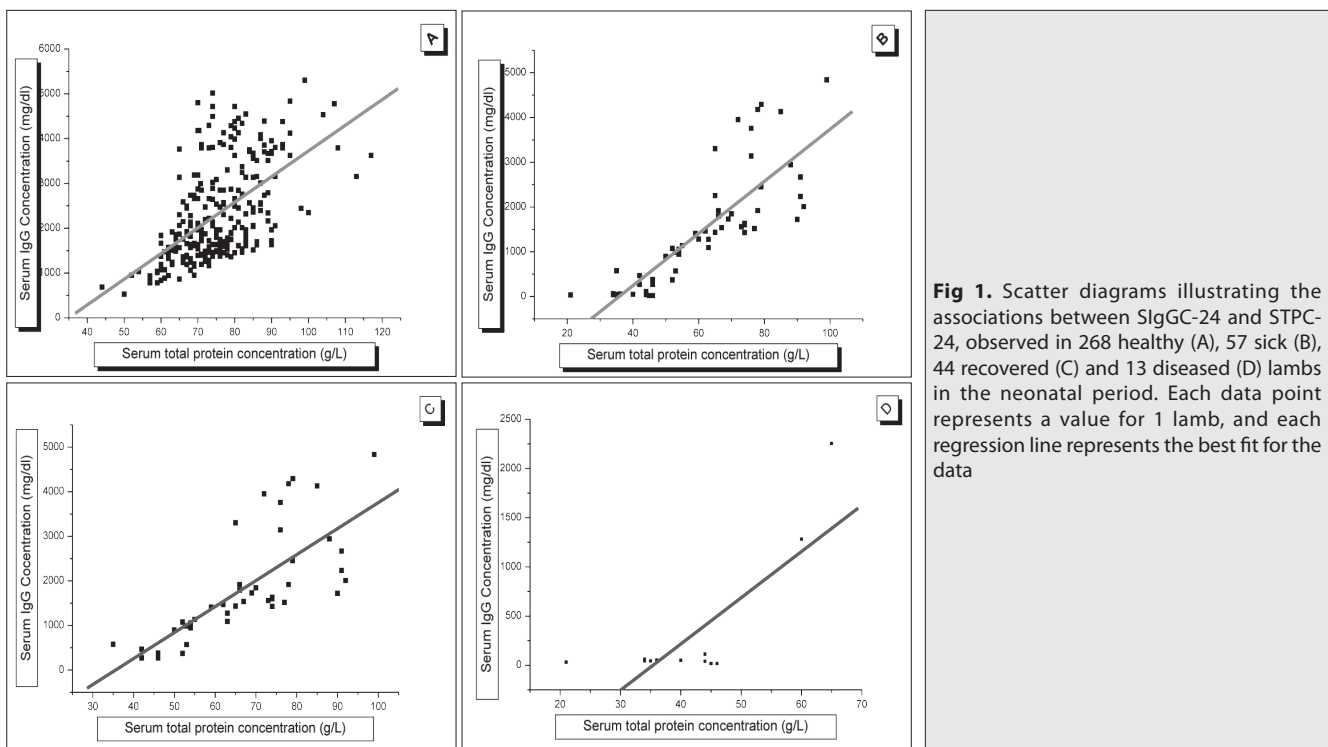 A
6000
5000
4000
3000
2000
1000
0
Serum IgG Concentration (mg/dl)
40 50 60 70 80 90 100 110 120
Serum total protein concentration (g/L)
B
5000
4000
3000
2000
1000
0
Serum IgG Concentration (mg/dl)
20 40 60 80 100
Serum total protein concentration (g/L)
C
5000
4000
3000
2000
1000
0
Serum IgG Cocentration (mg/dl)
30 40 50 60 70 80 90 100
Serum total protein concentration (g/L)
D
2500
2250
2000
1750
1500
1250
1000
750
500
250
0
Serum IgG Concentration (mg/dl)
20 30 40 50 60 70
Serum total protein concentration (g/L)
Fig 1. Scatter diagrams illustrating the
associations between SIgGC-24 and STPC-
24, observed in 268 healthy (A), 57 sick (B),
44 recovered (C) and 13 diseased (D) lambs
in the neonatal period. Each data point
represents a value for 1 lamb, and each
regression line represents the best fit for the
data